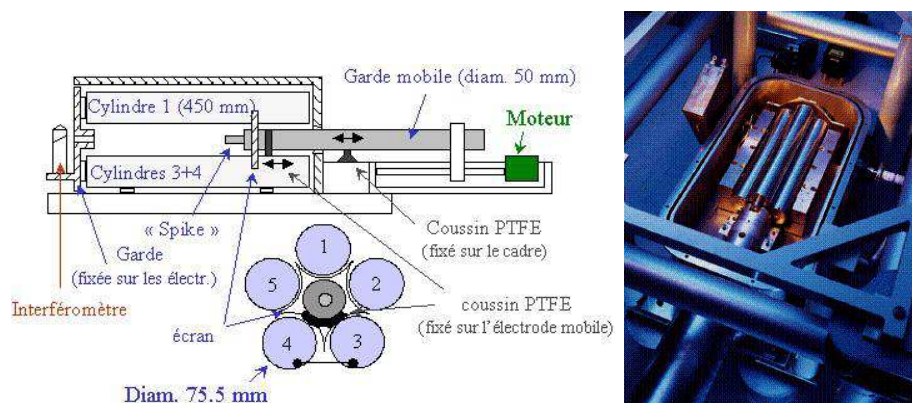 Garde mobile (diam. 50 mm)
Cylindre 1 (450 mm)
Moteur
Cylindres 3+4
« Spike »
Garde
(fixée sur les électr.)
Coussin PTFE
(fixé sur le cadre)
Interféromètre
écran
coussin PTFE
(fixé sur l'électrode mobile)
1
5
2
4
3
Diam. 75.5 mm